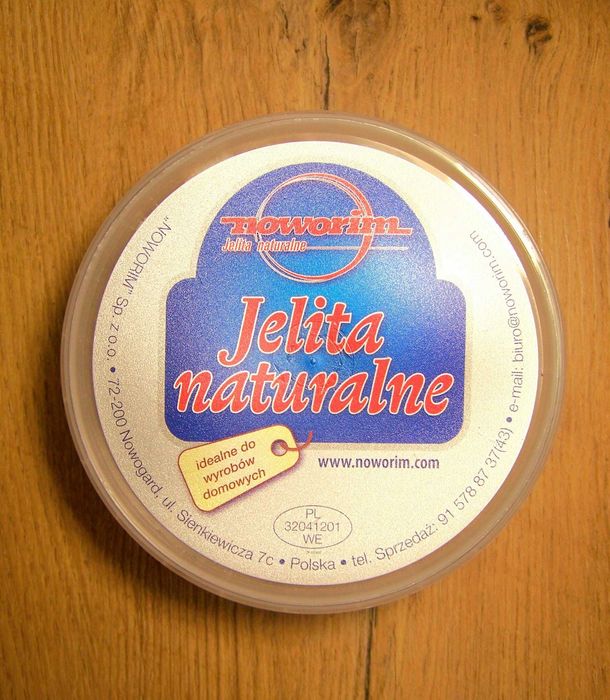 noworim
Jelita naturalne
Jelita
naturalne
idealne do
wyrobów
domowych
www.noworim.com
PL
32041201
WE
„NOWORIM” Sp. z o.o. • 72-200 Nowogard, ul. Sienkiewicza 7c • Polska • tel. Sprzedaż: 91 578 87 37(43) • e-mail: biuro@noworim.com